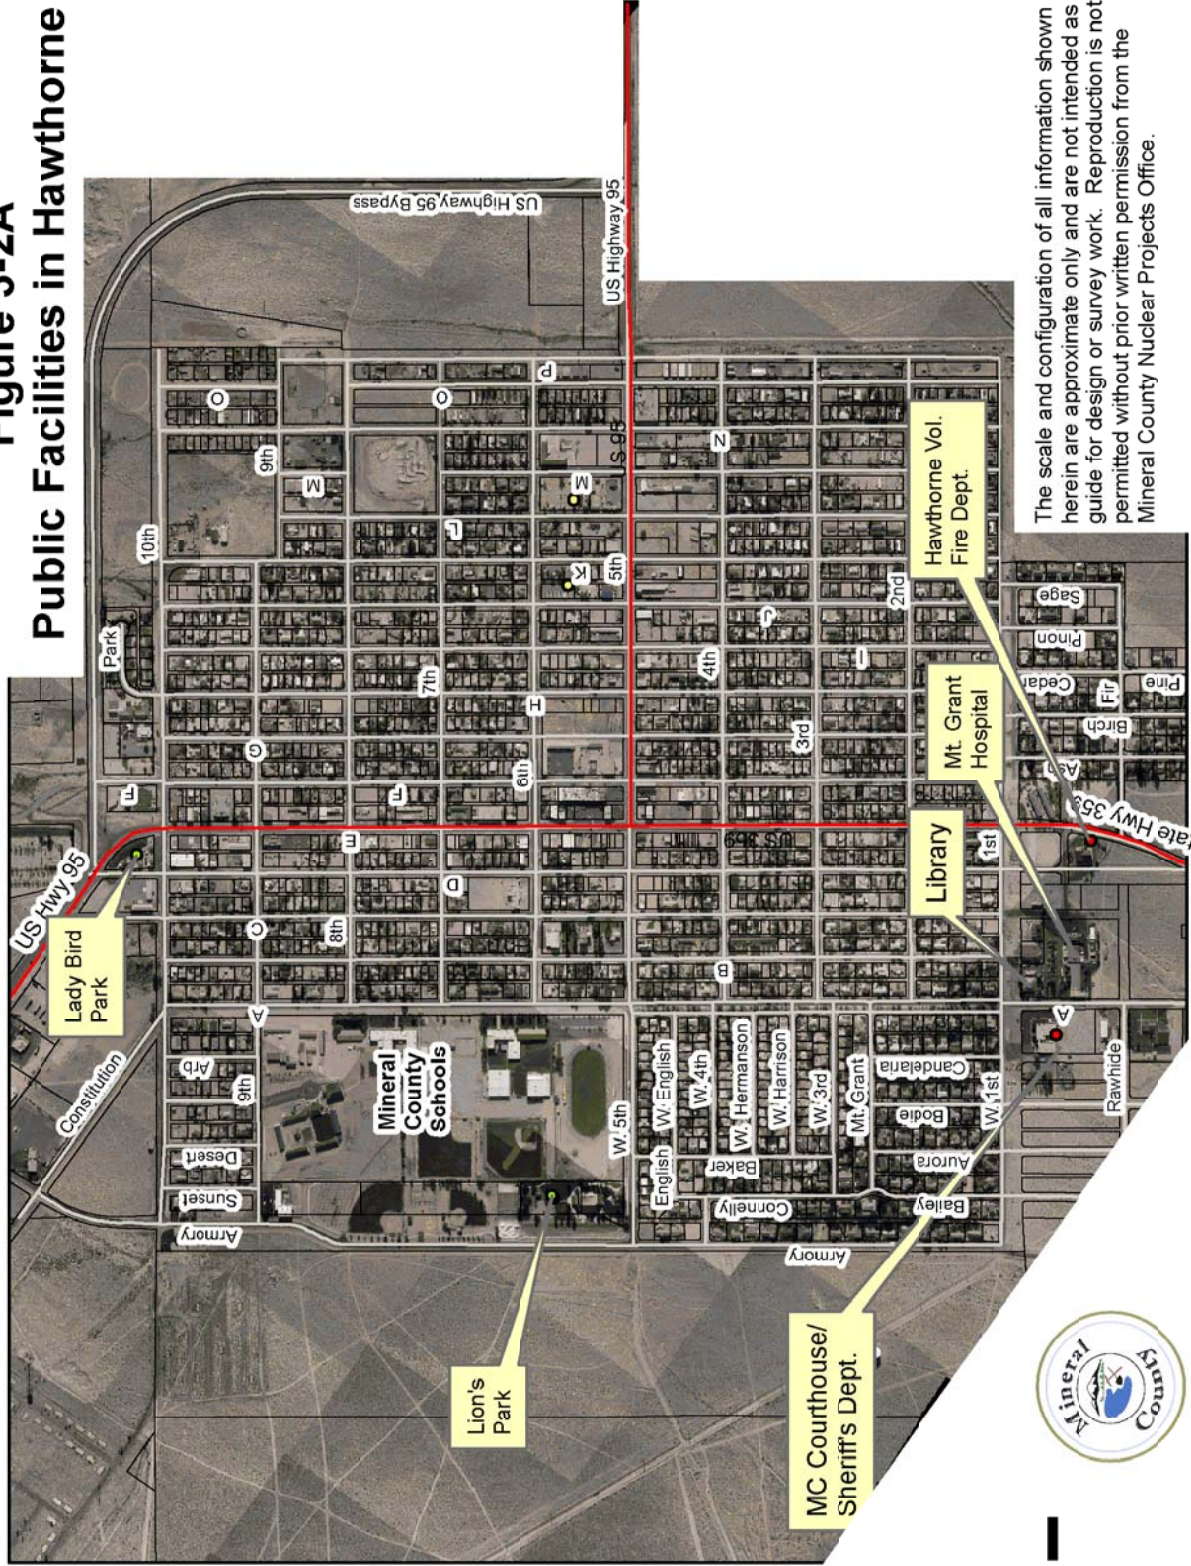 Figure 3-2A
Public Facilities in Hawthorne
US Hwy 95
Lady Bird
Park
Constitution
Park
10th
US Highway 95 Bypass
US Highway 95
US 95
O
O
P
9th
M
M
N
L
K
5th
J
I
H
7th
4th
2nd
3rd
G
6th
F
F
E
D
C
8th
B
A
1st
Arb
9th
Desert
Sunset
Armory
Mineral
County
Schools
W. 5th
W. English
English
W. 4th
W. Hermanson
W. Harrison
W. 3rd
Mt. Grant
Candelaria
Bodie
W. 1st
Aurora
Baker
Connelly
Bailey
Armory
A
Rawhide
Sage
Pinon
Cedar
Fir
Pine
Birch
Hawthorne Vol.
Fire Dept.
Mt. Grant
Hospital
Library
MC Courthouse/
Sheriff's Dept.
Lion's
Park
The scale and configuration of all information shown
herein are approximate only and are not intended as
guide for design or survey work. Reproduction is not
permitted without prior written permission from the
Mineral County Nuclear Projects Office.
Mineral
County